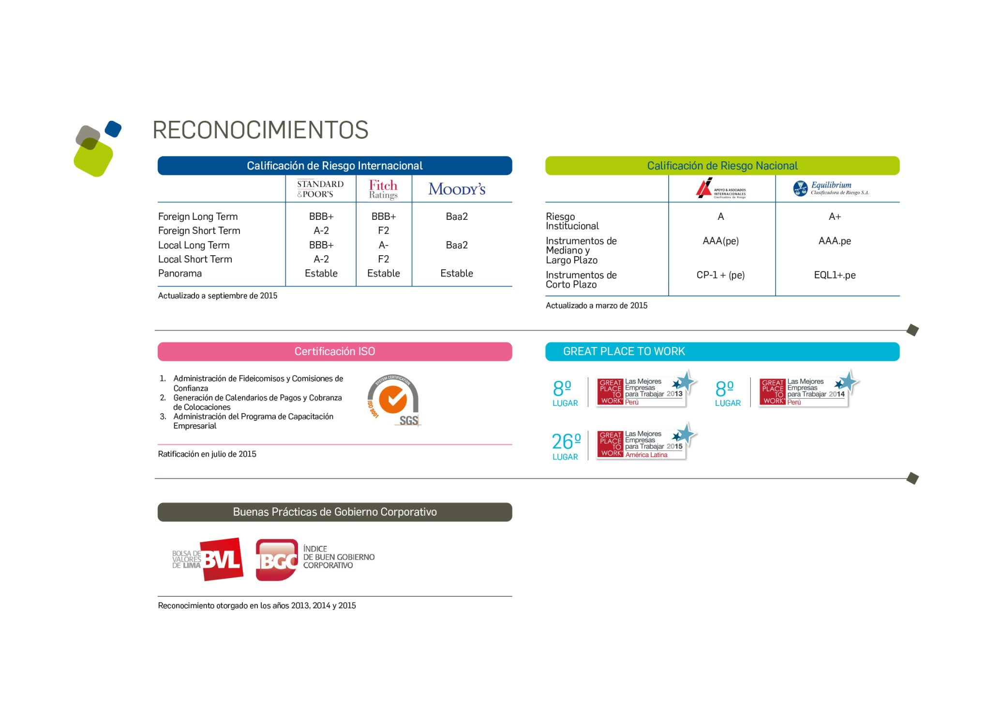 RECONOCIMIENTOS
Calificación de Riesgo Internacional
STANDARD
&POOR'S
Fitch
Ratings
MOODY'S
Foreign Long Term BBB+ BBB+ Baa2
Foreign Short Term A-2 F2
Local Long Term BBB+ A- Baa2
Local Short Term A-2 F2
Panorama Estable Estable Estable
Actualizado a septiembre de 2015
Calificación de Riesgo Nacional
APOYO & ASOCIADOS
INTERNACIONALES
Clasificadora de Riesgo
Equilibrium
Clasificadora de Riesgo S.A.
Riesgo A A+
Institucional
Instrumentos de AAA(pe) AAA.pe
Mediano y
Largo Plazo
Instrumentos de CP-1 + (pe) EQL1+.pe
Corto Plazo
Actualizado a marzo de 2015
Certificación ISO
1. Administración de Fideicomisos y Comisiones de
Confianza
2. Generación de Calendarios de Pagos y Cobranza
de Colocaciones
3. Administración del Programa de Capacitación
Empresarial
SYSTEM CERTIFICATION
ISO 9001
SGS
Ratificación en julio de 2015
GREAT PLACE TO WORK
8º
LUGAR
GREAT
PLACE
TO
WORK®
Las Mejores
Empresas
para Trabajar 2013
Perú
8º
LUGAR
GREAT
PLACE
TO
WORK®
Las Mejores
Empresas
para Trabajar 2014
Perú
26º
LUGAR
GREAT
PLACE
TO
WORK®
Las Mejores
Empresas
para Trabajar 2015
América Latina
Buenas Prácticas de Gobierno Corporativo
BOLSA DE
VALORES
DE LIMA
BVL
IBGC
ÍNDICE
DE BUEN GOBIERNO
CORPORATIVO
Reconocimiento otorgado en los años 2013, 2014 y 2015